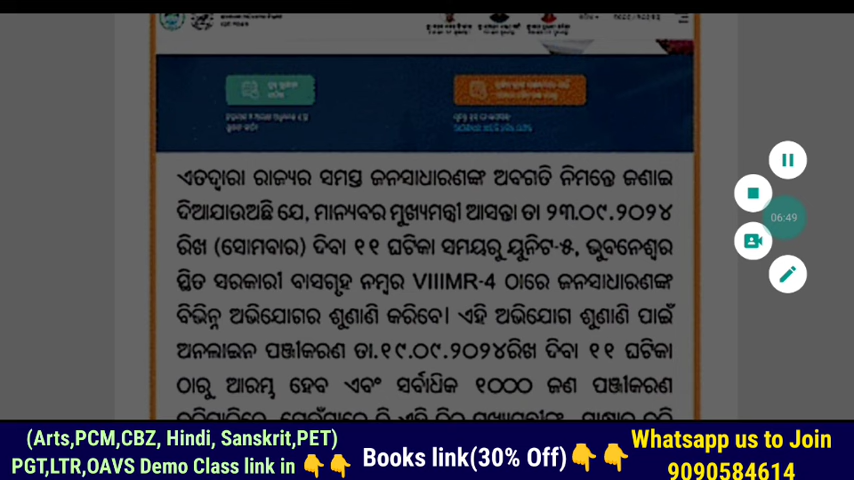 ଏତଦ୍ୱାରା ରାଜ୍ୟର ସମସ୍ତ ଜନସାଧାରଣଙ୍କ ଅବଗତି ନିମନ୍ତେ ଜଣାଇ
ଦିଆଯାଉଅଛି ଯେ, ମାନ୍ୟବର ମୁଖ୍ୟମନ୍ତ୍ରୀ ଆସନ୍ତା ତା ୨୩.୦୯.୨୦୨୪
ରିଖ (ସୋମବାର) ଦିବା ୧୧ ଘଟିକା ସମୟରୁ ୟୁନିଟ-୫, ଭୁବନେଶ୍ୱର
ସ୍ଥିତ ସରକାରୀ ବାସଗୃହ ନମ୍ବର VIIIMR-4 ଠାରେ ଜନସାଧାରଣଙ୍କ
ବିଭିନ୍ନ ଅଭିଯୋଗର ଶୁଣାଣି କରିବେ। ଏହି ଅଭିଯୋଗ ଶୁଣାଣି ପାଇଁ
ଅନଲାଇନ ପଞ୍ଜୀକରଣ ତା.୧୯.୦୯.୨୦୨୪ରିଖ ଦିବା ୧୧ ଘଟିକା
ଠାରୁ ଆରମ୍ଭ ହେବ ଏବଂ ସର୍ବାଧିକ ୧୦୦୦ ଜଣ ପଞ୍ଜୀକରଣ
06:49
(Arts,PCM,CBZ, Hindi, Sanskrit,PET)
PGT,LTR,OAVS Demo Class link in 👇👇
Books link(30% Off)👇👇
Whatsapp us to Join
9090584614